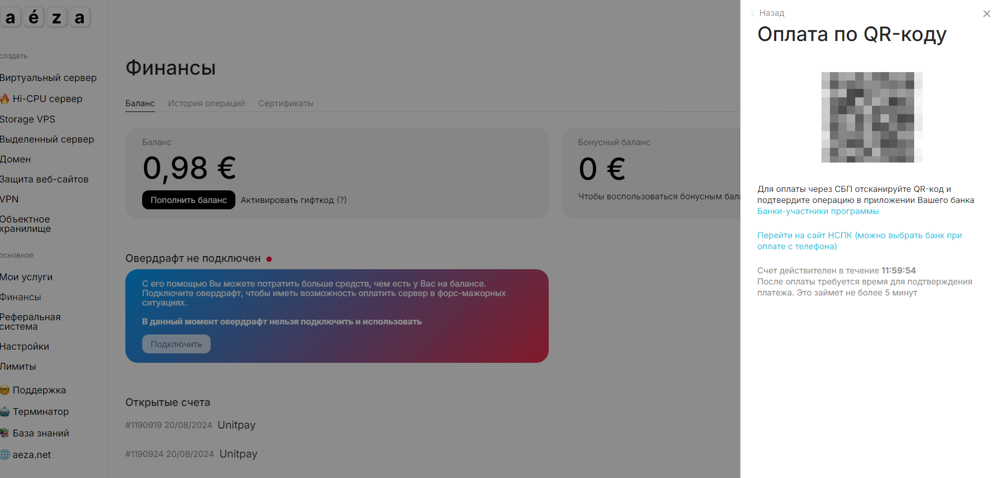 aéza
создать
Виртуальный сервер
Hi-CPU сервер
Storage VPS
Выделенный сервер
Домен
Защита веб-сайтов
VPN
Объектное
хранилище
основное
Мои услуги
Финансы
Реферальная
система
Настройки
Лимиты
Поддержка
Терминатор
База знаний
aeza.net
Финансы
Баланс
История операций
Сертификаты
Баланс
0,98 €
Пополнить баланс
Активировать гифткод (?)
Бонусный баланс
0 €
Чтобы воспользоваться бонусным
Овердрафт не подключен
С его помощью Вы можете потратить больше средств, чем есть у Вас на балансе.
Подключите овердрафт, чтобы иметь возможность оплатить сервер в форс-мажорных
ситуациях.
В данный момент овердрафт нельзя подключить и использовать
Подключить
Открытые счета
#1190919 20/08/2024 Unitpay
#1190924 20/08/2024 Unitpay
Назад
Оплата по QR-коду
Для оплаты через СБП отсканируйте QR-код и
подтвердите операцию в приложении Вашего банка
Банки-участники программы
Перейти на сайт НСПК (можно выбрать банк при
оплате с телефона)
Счет действителен в течение 11:59:54
После оплаты требуется время для подтверждения
платежа. Это займет не более 5 минут